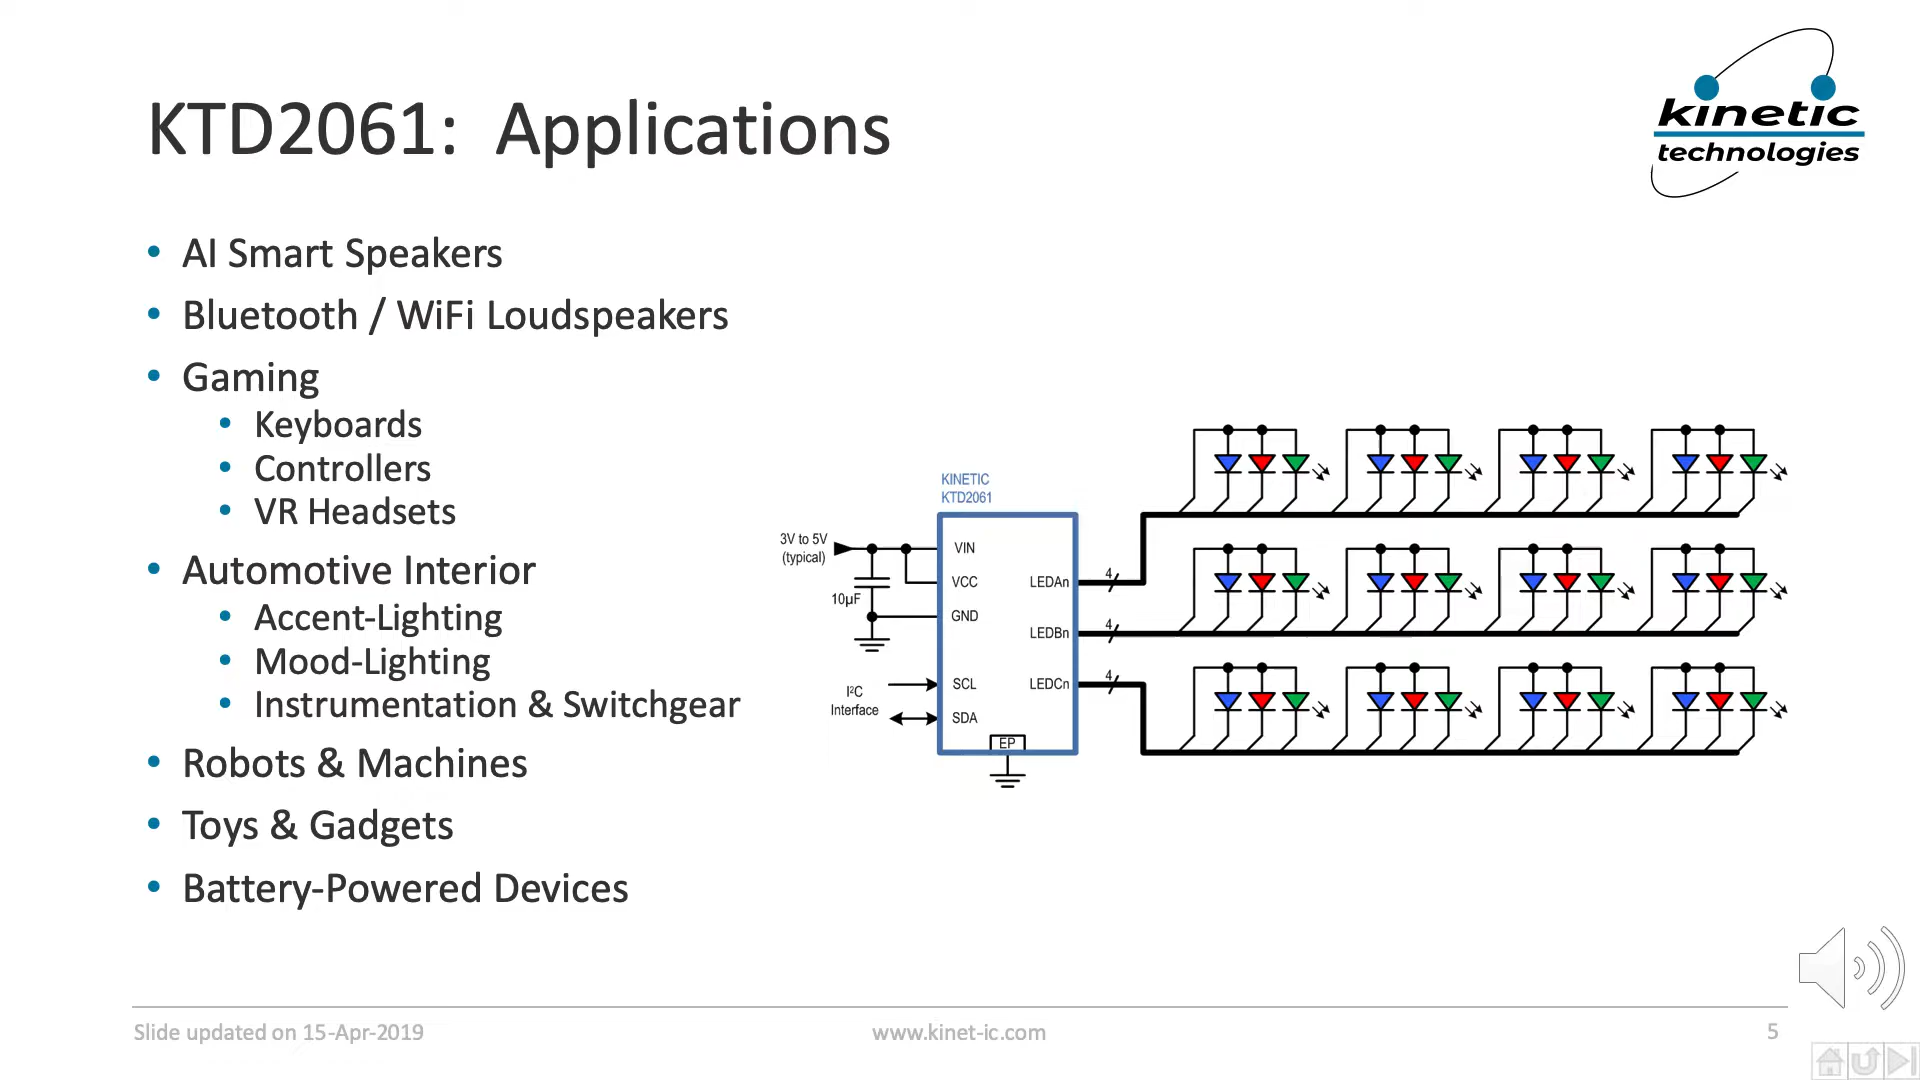 KTD2061:  Applications
kinetic
technologies
• AI Smart Speakers
• Bluetooth / WiFi Loudspeakers
• Gaming
• Keyboards
• Controllers
• VR Headsets
• Automotive Interior
• Accent-Lighting
• Mood-Lighting
• Instrumentation & Switchgear
• Robots & Machines
• Toys & Gadgets
• Battery-Powered Devices
KINETIC
KTD2061
3V to 5V
(typical)
10µF
I²C
Interface
VIN
VCC
GND
SCL
SDA
EP
LEDAn
LEDBn
LEDCn
4
4
4
Slide updated on 15-Apr-2019
www.kinet-ic.com
5